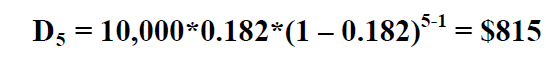 D₅ = 10,000*0.182*(1 – 0.182)⁵⁻¹ = $815